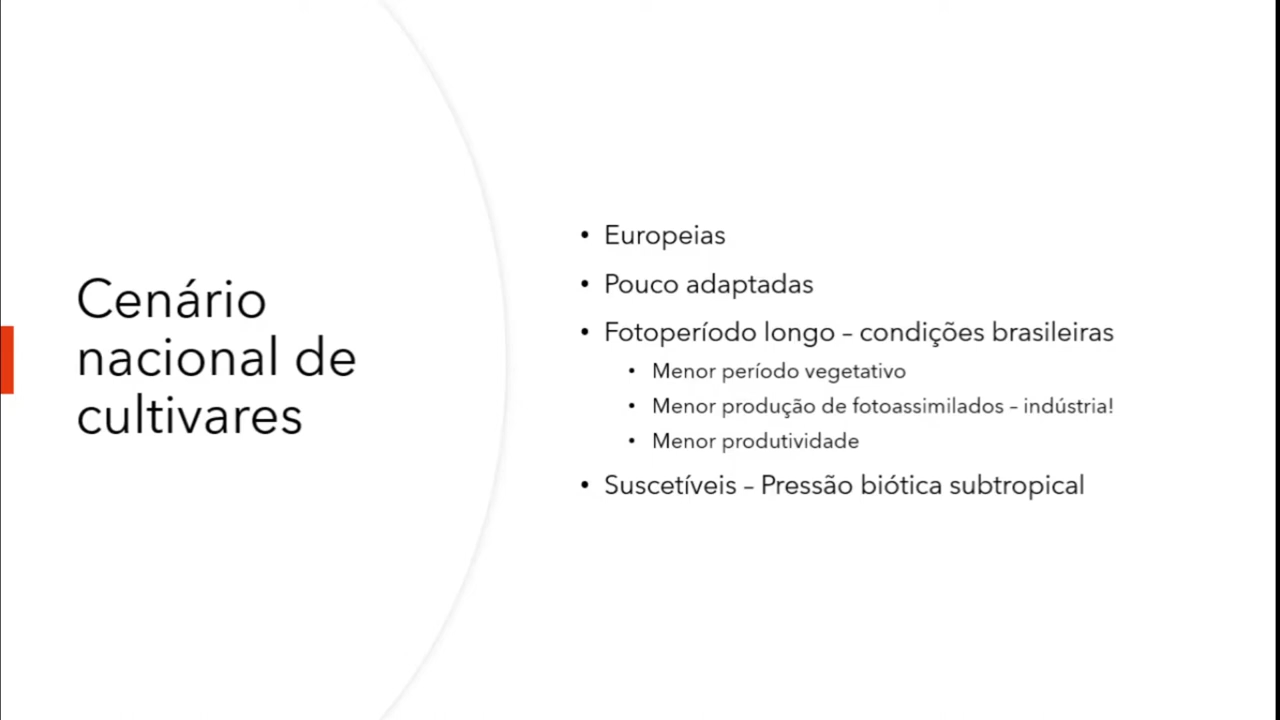 Cenário
nacional de
cultivares
• Europeias
• Pouco adaptadas
• Fotoperíodo longo – condições brasileiras
• Menor período vegetativo
• Menor produção de fotoassimilados – indústria!
• Menor produtividade
• Suscetíveis – Pressão biótica subtropical